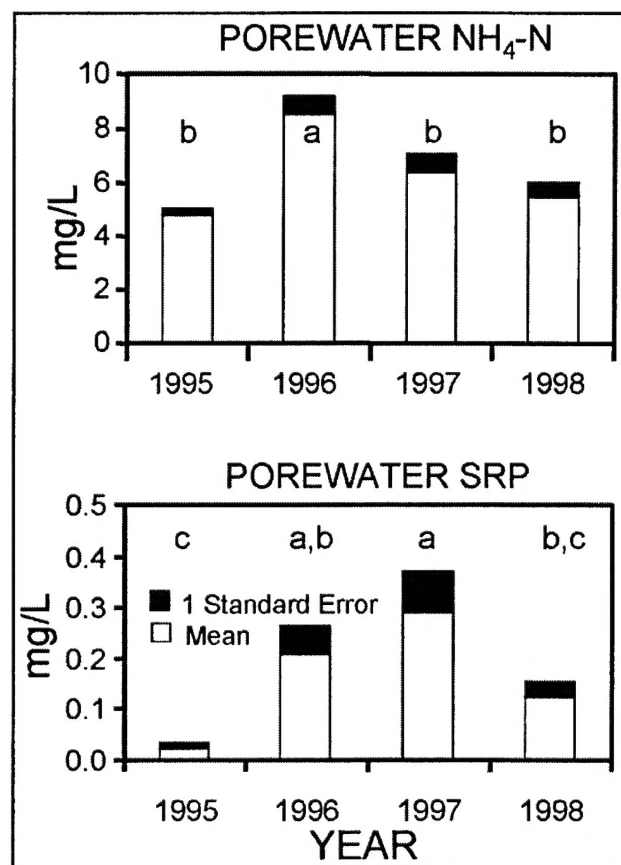 POREWATER NH₄-N
10
8
6
4
2
0
mg/L
b
a
b
b
1995
1996
1997
1998
POREWATER SRP
0.5
0.4
0.3
0.2
0.1
0.0
mg/L
c
a,b
a
b,c
1 Standard Error
Mean
1995
1996
1997
1998
YEAR